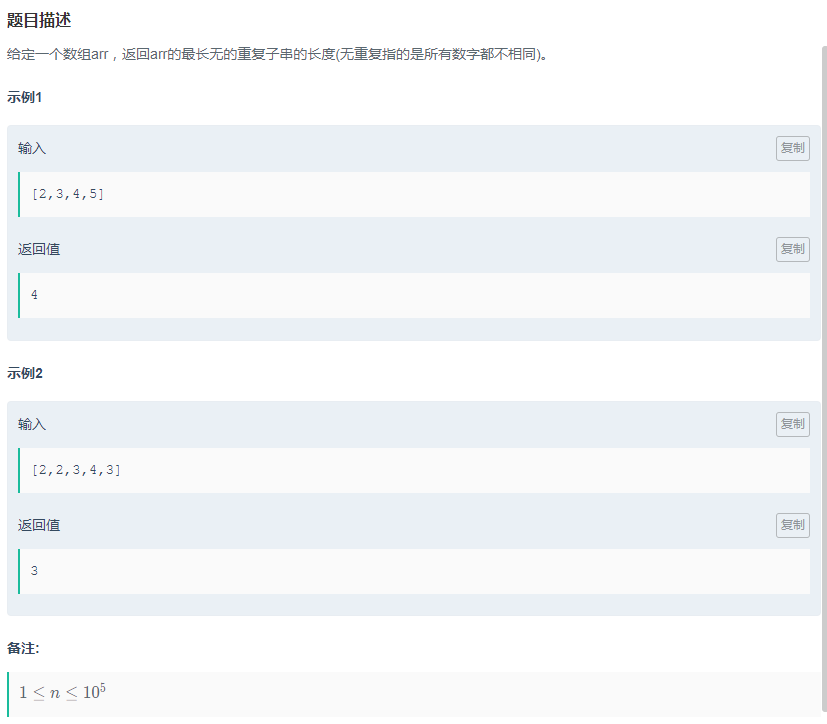 题目描述
给定一个数组arr，返回arr的最长无的重复子串的长度(无重复指的是所有数字都不相同)。
示例1
输入
复制
[2,3,4,5]
返回值
复制
4
示例2
输入
复制
[2,2,3,4,3]
返回值
复制
3
备注:
1 ≤ n ≤ 10⁵